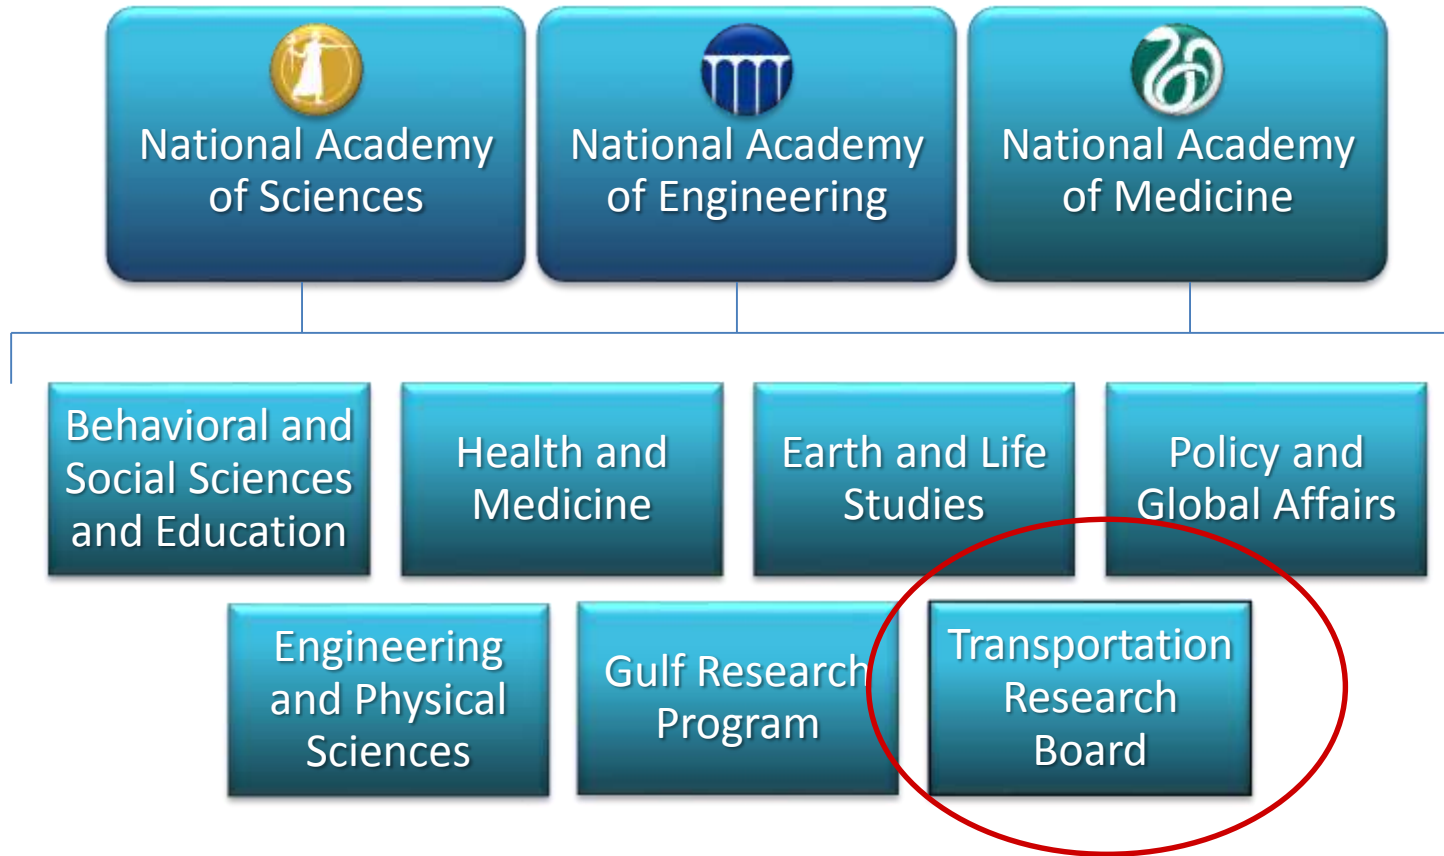 National Academy
of Sciences
National Academy
of Engineering
National Academy
of Medicine
Behavioral and
Social Sciences
and Education
Health and
Medicine
Earth and Life
Studies
Policy and
Global Affairs
Engineering
and Physical
Sciences
Gulf Research
Program
Transportation
Research
Board